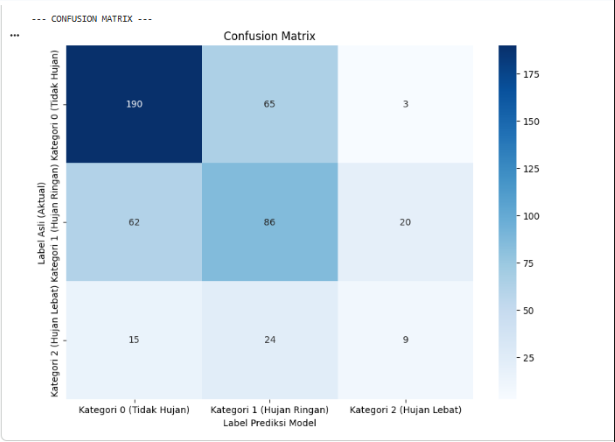 --- CONFUSION MATRIX ---
...
Confusion Matrix
Label Asli (Aktual)
Kategori 0 (Tidak Hujan)
190 65 3
Kategori 1 (Hujan Ringan)
62 86 20
Kategori 2 (Hujan Lebat)
15 24 9
Kategori 0 (Tidak Hujan) Kategori 1 (Hujan Ringan) Kategori 2 (Hujan Lebat)
Label Prediksi Model
175
150
125
100
75
50
25